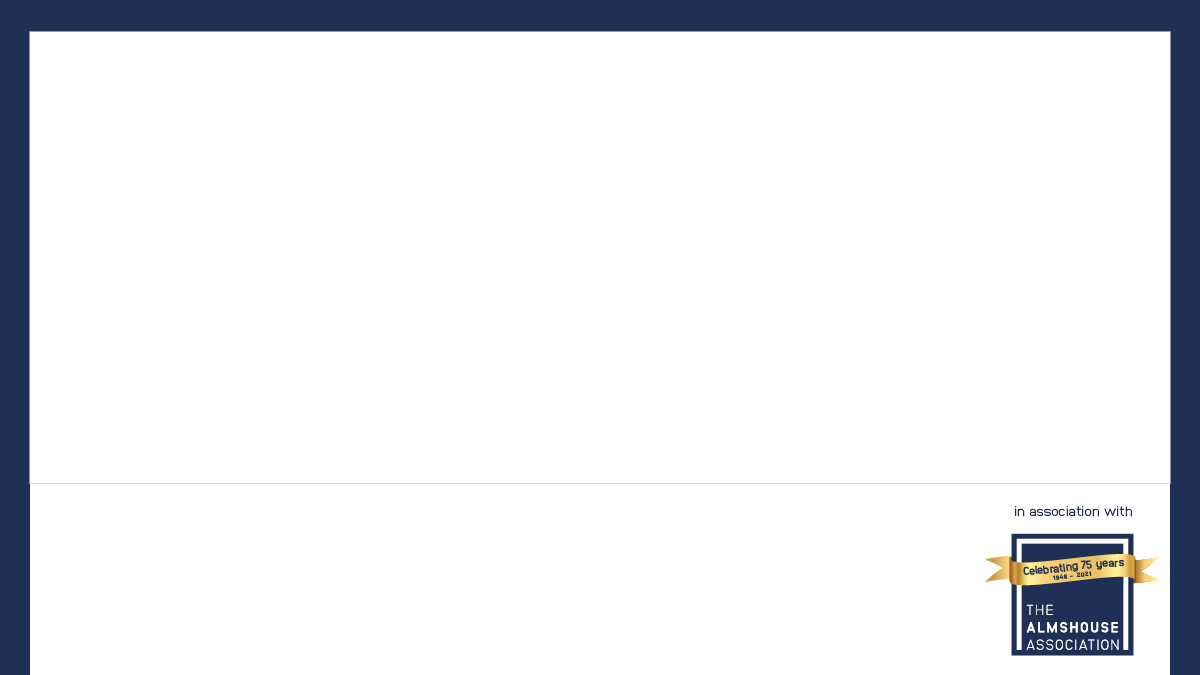 in association with
Celebrating 75 years
1946 - 2021
THE
ALMSHOUSE
ASSOCIATION